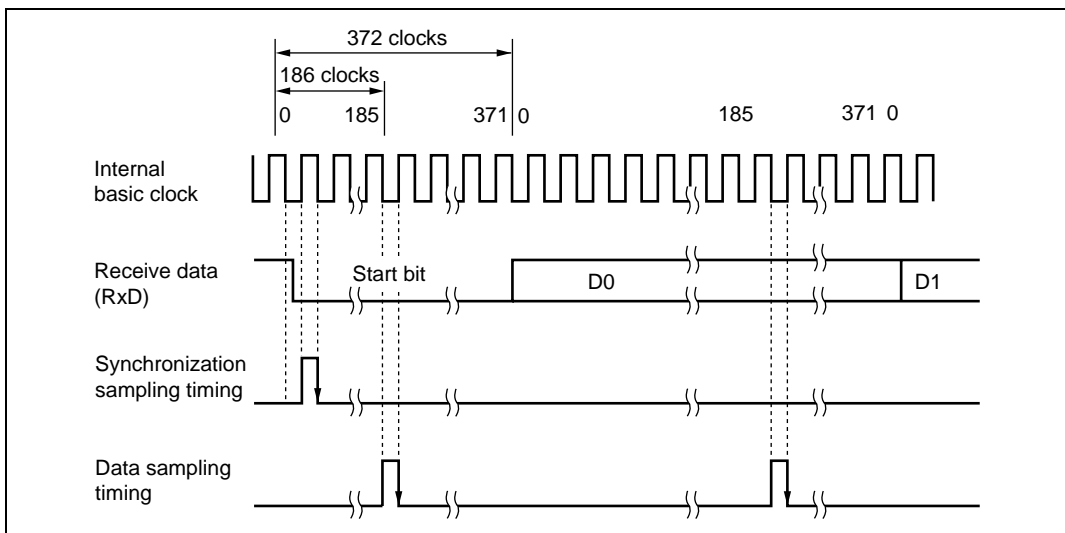 372 clocks
186 clocks
0 185 371 0 185 371 0
Internal
basic clock
Receive data
(RxD)
Start bit D0 D1
Synchronization
sampling timing
Data sampling
timing